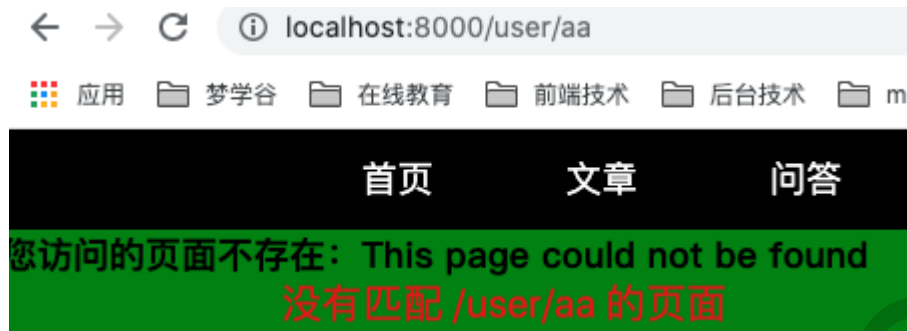 localhost:8000/user/aa
应用 梦学谷 在线教育 前端技术 后台技术 m
首页 文章 问答
您访问的页面不存在：This page could not be found
没有匹配 /user/aa 的页面